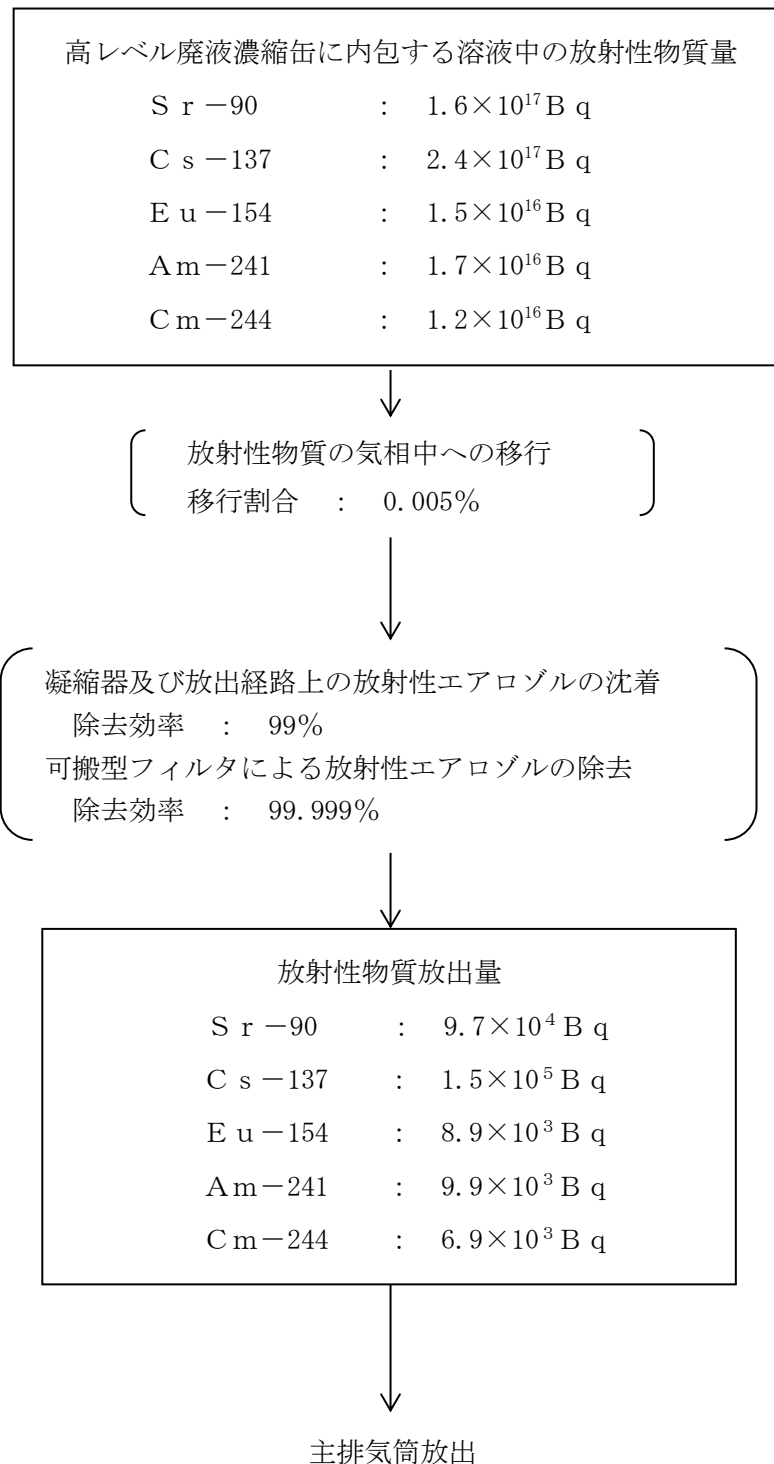 高レベル廃液濃縮缶に内包する溶液中の放射性物質量
Ｓｒ－90 : 1.6×10¹⁷Ｂｑ
Ｃｓ－137 : 2.4×10¹⁷Ｂｑ
Ｅｕ－154 : 1.5×10¹⁶Ｂｑ
Ａｍ－241 : 1.7×10¹⁶Ｂｑ
Ｃｍ－244 : 1.2×10¹⁶Ｂｑ
放射性物質の気相中への移行
移行割合 : 0.005％
凝縮器及び放出経路上の放射性エアロゾルの沈着
除去効率 : 99％
可搬型フィルタによる放射性エアロゾルの除去
除去効率 : 99.999％
放射性物質放出量
Ｓｒ－90 : 9.7×10⁴Ｂｑ
Ｃｓ－137 : 1.5×10⁵Ｂｑ
Ｅｕ－154 : 8.9×10³Ｂｑ
Ａｍ－241 : 9.9×10³Ｂｑ
Ｃｍ－244 : 6.9×10³Ｂｑ
主排気筒放出